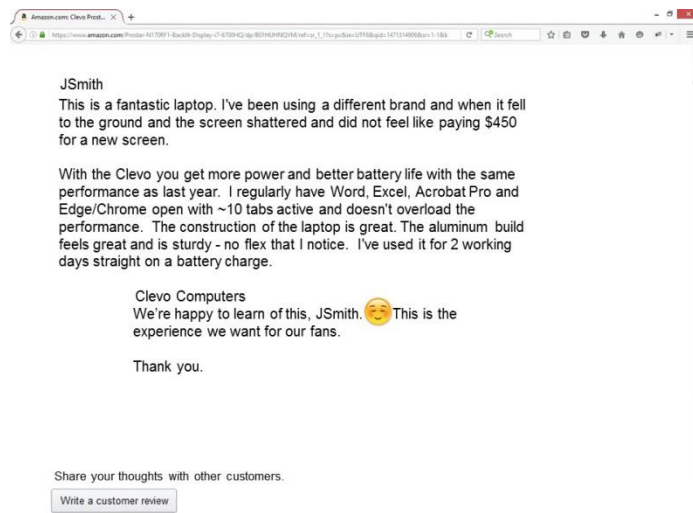 Amazon.com: Clevo Prost...
Search
JSmith
This is a fantastic laptop. I've been using a different brand and when it fell
to the ground and the screen shattered and did not feel like paying $450
for a new screen.
With the Clevo you get more power and better battery life with the same
performance as last year. I regularly have Word, Excel, Acrobat Pro and
Edge/Chrome open with ~10 tabs active and doesn't overload the
performance. The construction of the laptop is great. The aluminum build
feels great and is sturdy - no flex that I notice. I've used it for 2 working
days straight on a battery charge.
Clevo Computers
We're happy to learn of this, JSmith. ☺️ This is the
experience we want for our fans.
Thank you.
Share your thoughts with other customers.
Write a customer review